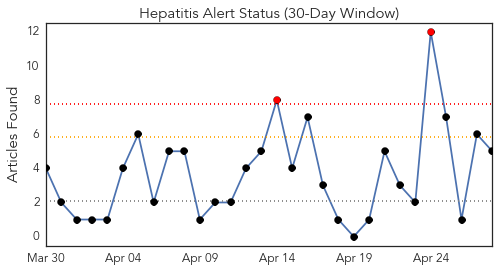 Hepatitis Alert Status (30-Day Window)
Articles Found
12
10
8
6
4
2
0
Mar 30 Apr 04 Apr 09 Apr 14 Apr 19 Apr 24